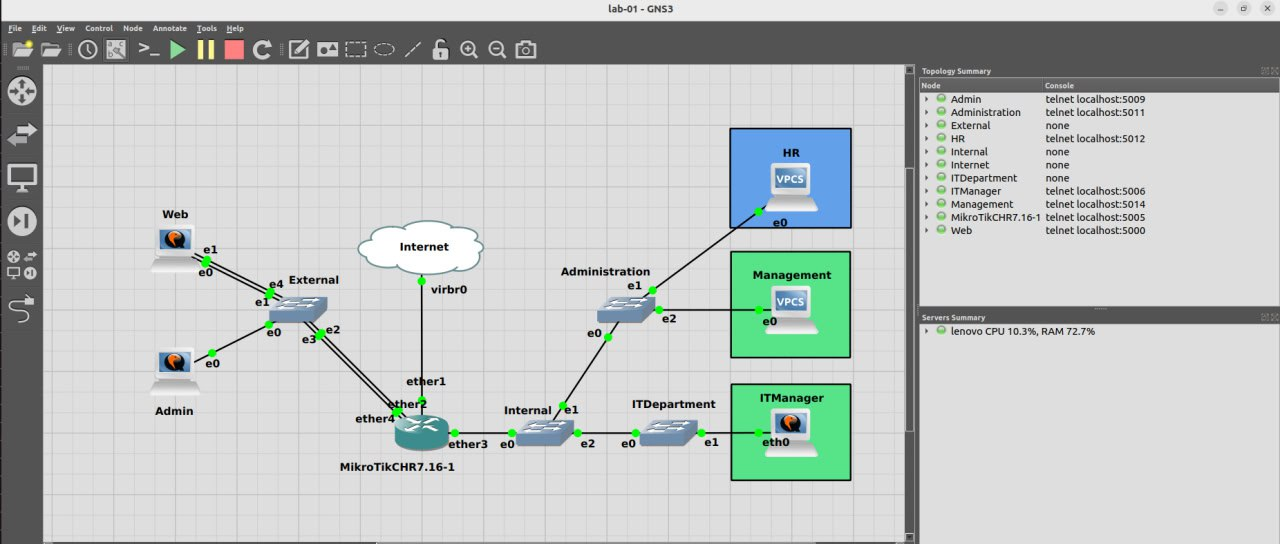 lab-01 - GNS3
File Edit View Control Node Annotate Tools Help
Topology Summary
Node Console
Admin telnet localhost:5009
Administration telnet localhost:5011
External none
HR telnet localhost:5012
Internal none
Internet none
ITDepartment none
ITManager telnet localhost:5006
Management telnet localhost:5014
MikroTikCHR7.16-1 telnet localhost:5005
Web telnet localhost:5000
Servers Summary
lenovo CPU 10.3%, RAM 72.7%
HR
VPCS
e0
Web
e1
e0
Internet
virbr0
External
e4
e1
e0
e2
e3
e0
Admin
Administration
e1
e2
e0
Management
VPCS
e0
ether1
ether2
ether4
ether3
MikroTikCHR7.16-1
Internal
e1
e0
e2
ITDepartment
e0
e1
ITManager
eth0